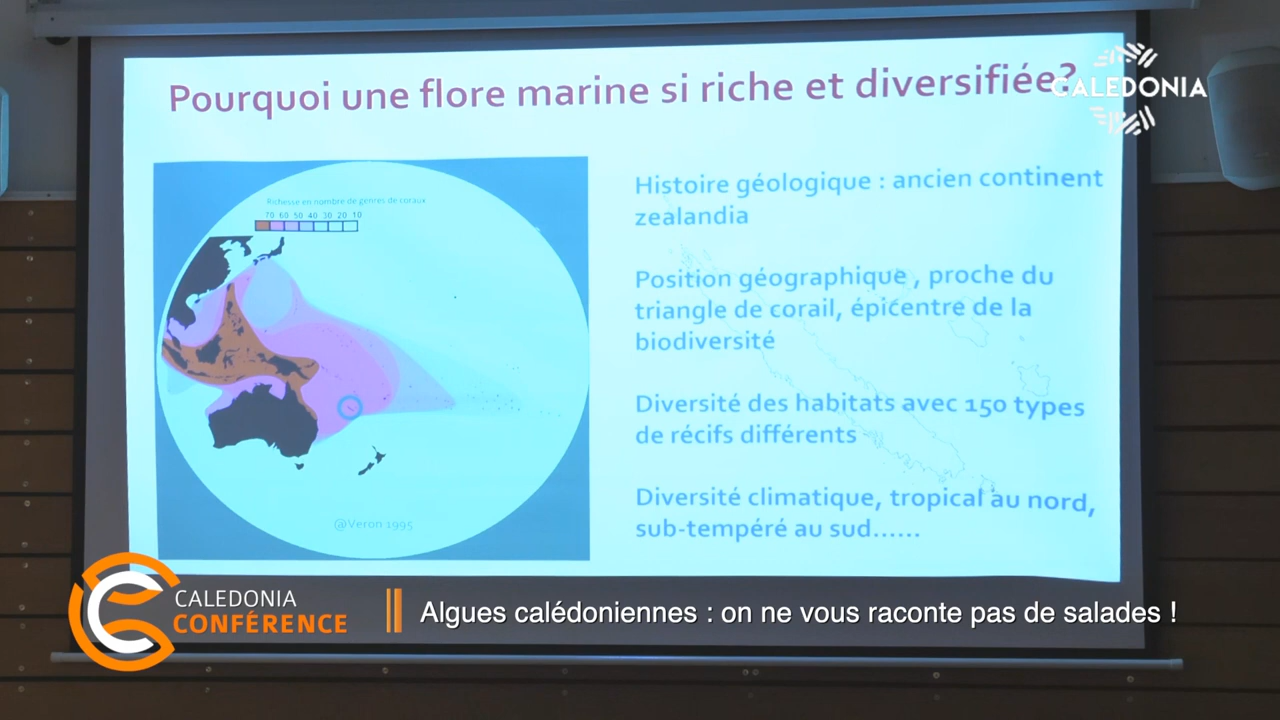 Pourquoi une flore marine si riche et diversifiée?
CALEDONIA
Richesse en nombre de genres de coraux
70 60 50 40 30 20 10
@Veron 1995
Histoire géologique : ancien continent
zealandia
Position géographique , proche du
triangle de corail, épicentre de la
biodiversité
Diversité des habitats avec 150 types
de récifs différents
Diversité climatique, tropical au nord,
sub-tempéré au sud......
CALEDONIA
CONFÉRENCE
Algues calédoniennes : on ne vous raconte pas de salades !